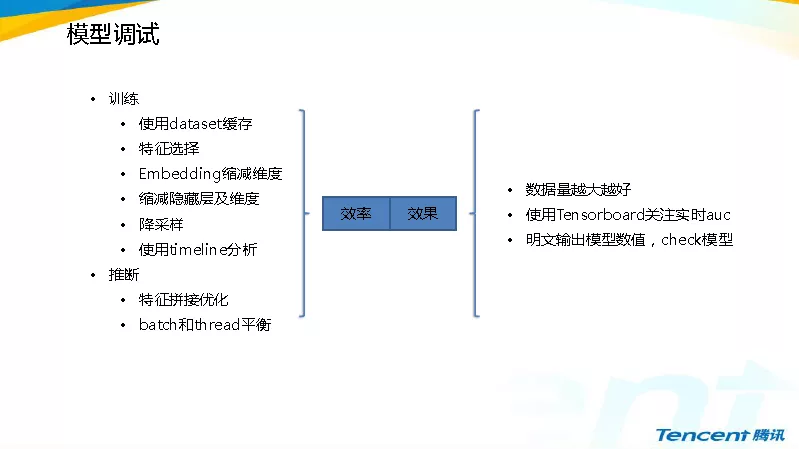 模型调试
• 训练
• 使用dataset缓存
• 特征选择
• Embedding缩减维度
• 缩减隐藏层及维度
• 降采样
• 使用timeline分析
• 推断
• 特征拼接优化
• batch和thread平衡
效率 效果
• 数据量越大越好
• 使用Tensorboard关注实时auc
• 明文输出模型数值，check模型
Tencent 腾讯